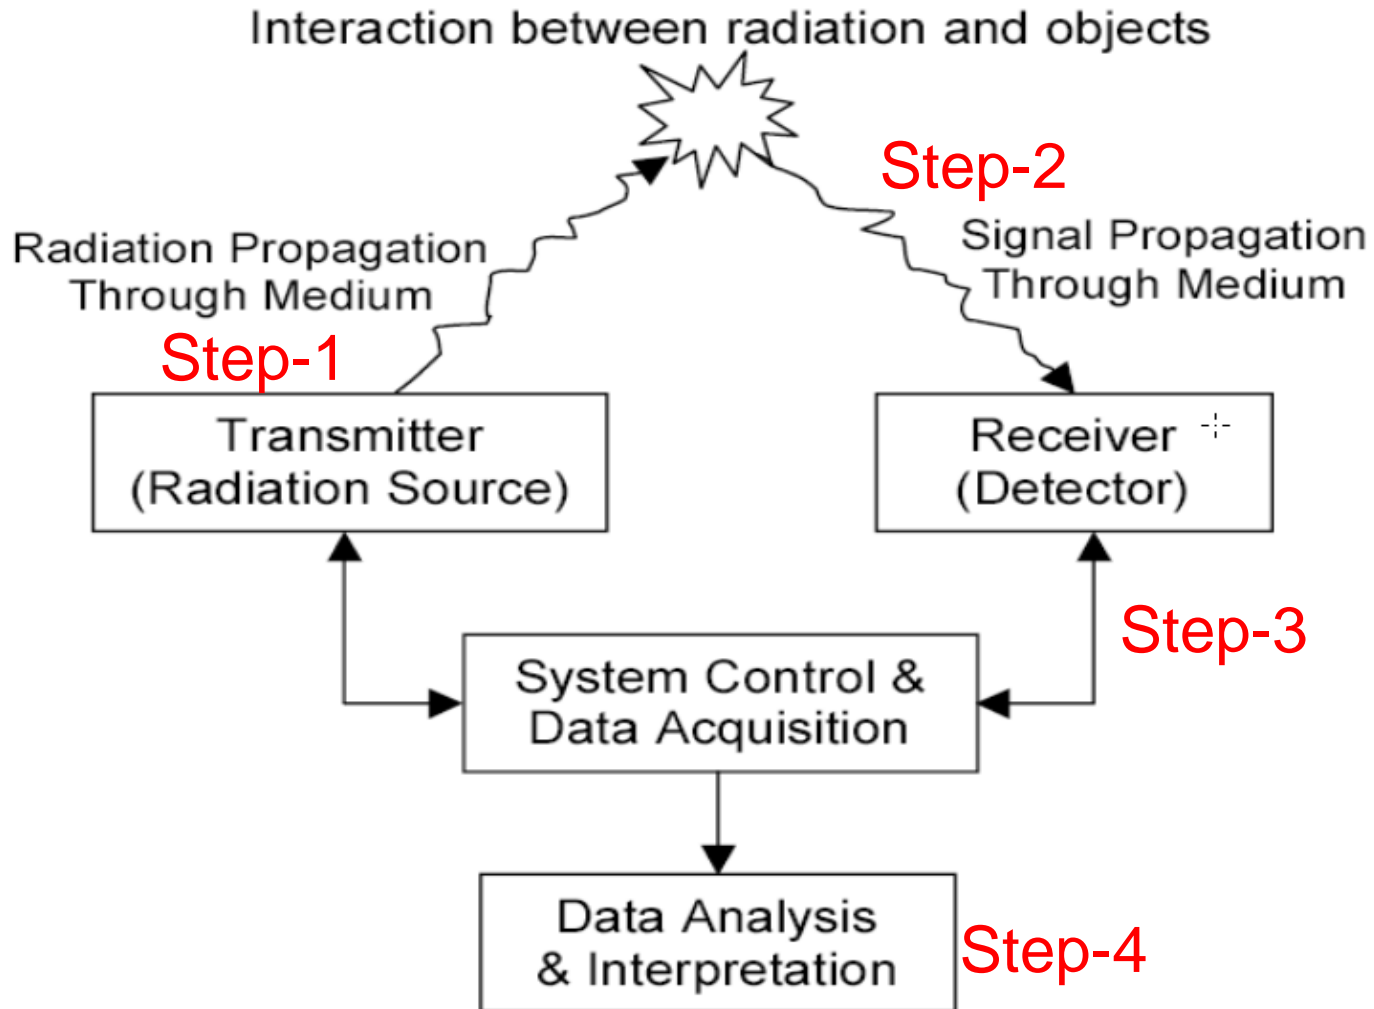 Interaction between radiation and objects
Step-2
Radiation Propagation
Through Medium
Signal Propagation
Through Medium
Step-1
Transmitter
(Radiation Source)
Receiver
(Detector)
Step-3
System Control &
Data Acquisition
Data Analysis
& Interpretation
Step-4